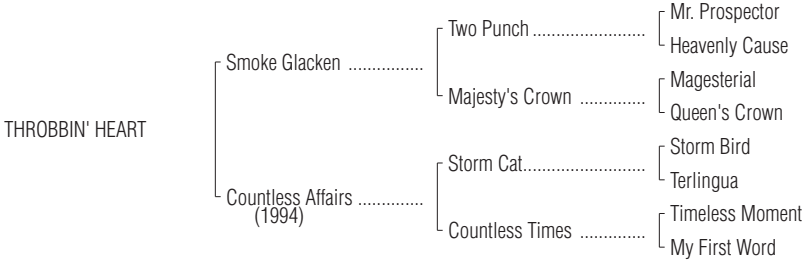 Mr. Prospector
Two Punch ........................
Heavenly Cause
Smoke Glacken ................
Magesterial
Majesty's Crown ..............
Queen's Crown
THROBBIN' HEART
Storm Bird
Storm Cat..........................
Terlingua
Countless Affairs ..............
(1994)
Timeless Moment
Countless Times ..............
My First Word